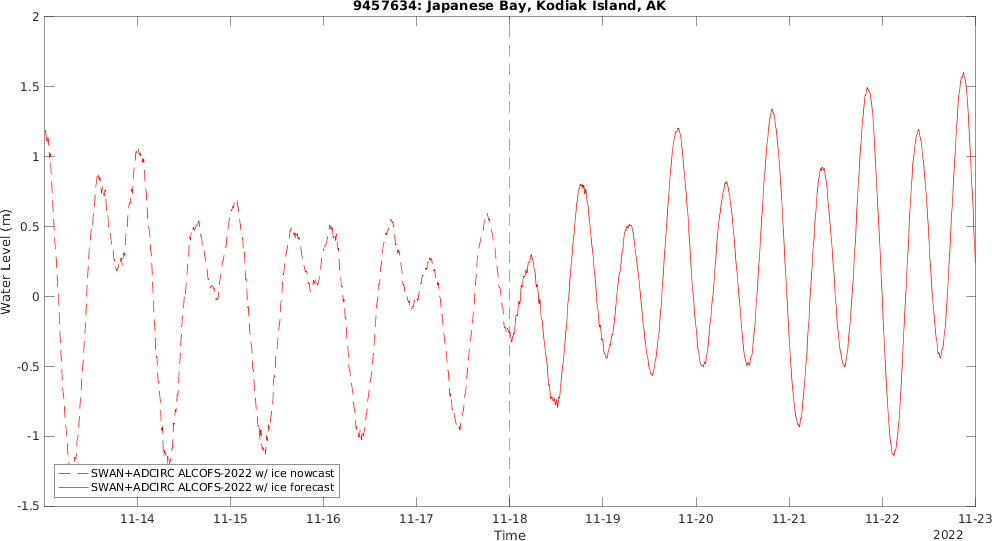 9457634: Japanese Bay, Kodiak Island, AK
2
1.5
1
0.5
0
-0.5
-1
-1.5
Water Level (m)
SWAN+ADCIRC ALCOFS-2022 w/ ice nowcast
SWAN+ADCIRC ALCOFS-2022 w/ ice forecast
11-14 11-15 11-16 11-17 11-18 11-19 11-20 11-21 11-22 11-23
Time
2022